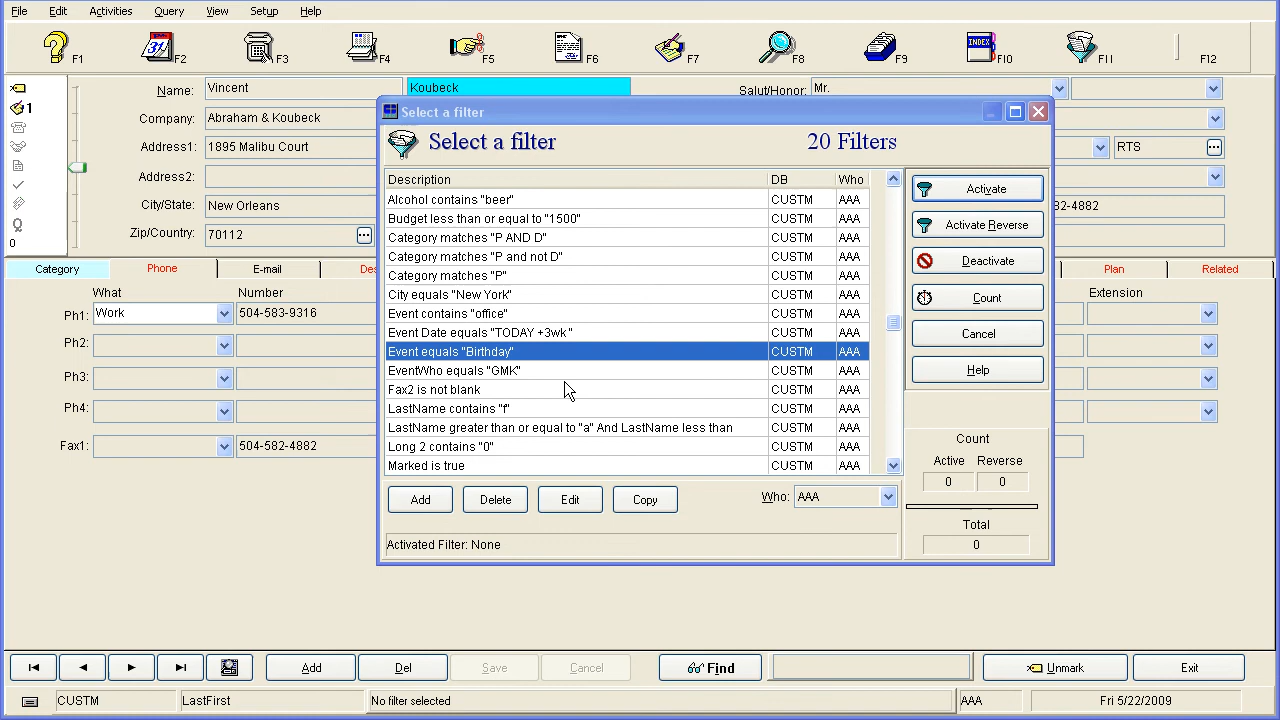 File Edit Activities Query View Setup Help
F1 F2 F3 F4 F5 F6 F7 F8 F9 INDEX F10 F11 F12
31
Name: Vincent Koubeck Salut/Honor: Mr.
1
Company: Abraham & Koubeck
Address1: 1895 Malibu Court RTS
Address2:
City/State: New Orleans 82-4882
Zip/Country: 70112
0
Category Phone E-mail Des Plan Related
What Number Extension
Ph1: Work 504-583-9316
Ph2:
Ph3:
Ph4:
Fax1: 504-582-4882
Select a filter
Select a filter 20 Filters
Description DB Who
Alcohol contains "beer" CUSTM AAA
Budget less than or equal to "1500" CUSTM AAA
Category matches "P AND D" CUSTM AAA
Category matches "P and not D" CUSTM AAA
Category matches "P" CUSTM AAA
City equals "New York" CUSTM AAA
Event contains "office" CUSTM AAA
Event Date equals "TODAY +3wk" CUSTM AAA
Event equals "Birthday" CUSTM AAA
EventWho equals "GMK" CUSTM AAA
Fax2 is not blank CUSTM AAA
LastName contains "f" CUSTM AAA
LastName greater than or equal to "a" And LastName less than CUSTM AAA
Long 2 contains "0" CUSTM AAA
Marked is true CUSTM AAA
Activate
Activate Reverse
Deactivate
Count
Cancel
Help
Count
Active Reverse
0 0
Total
0
Add Delete Edit Copy Who: AAA
Activated Filter: None
Add Del Save Cancel Find Unmark Exit
CUSTM LastFirst No filter selected AAA Fri 5/22/2009